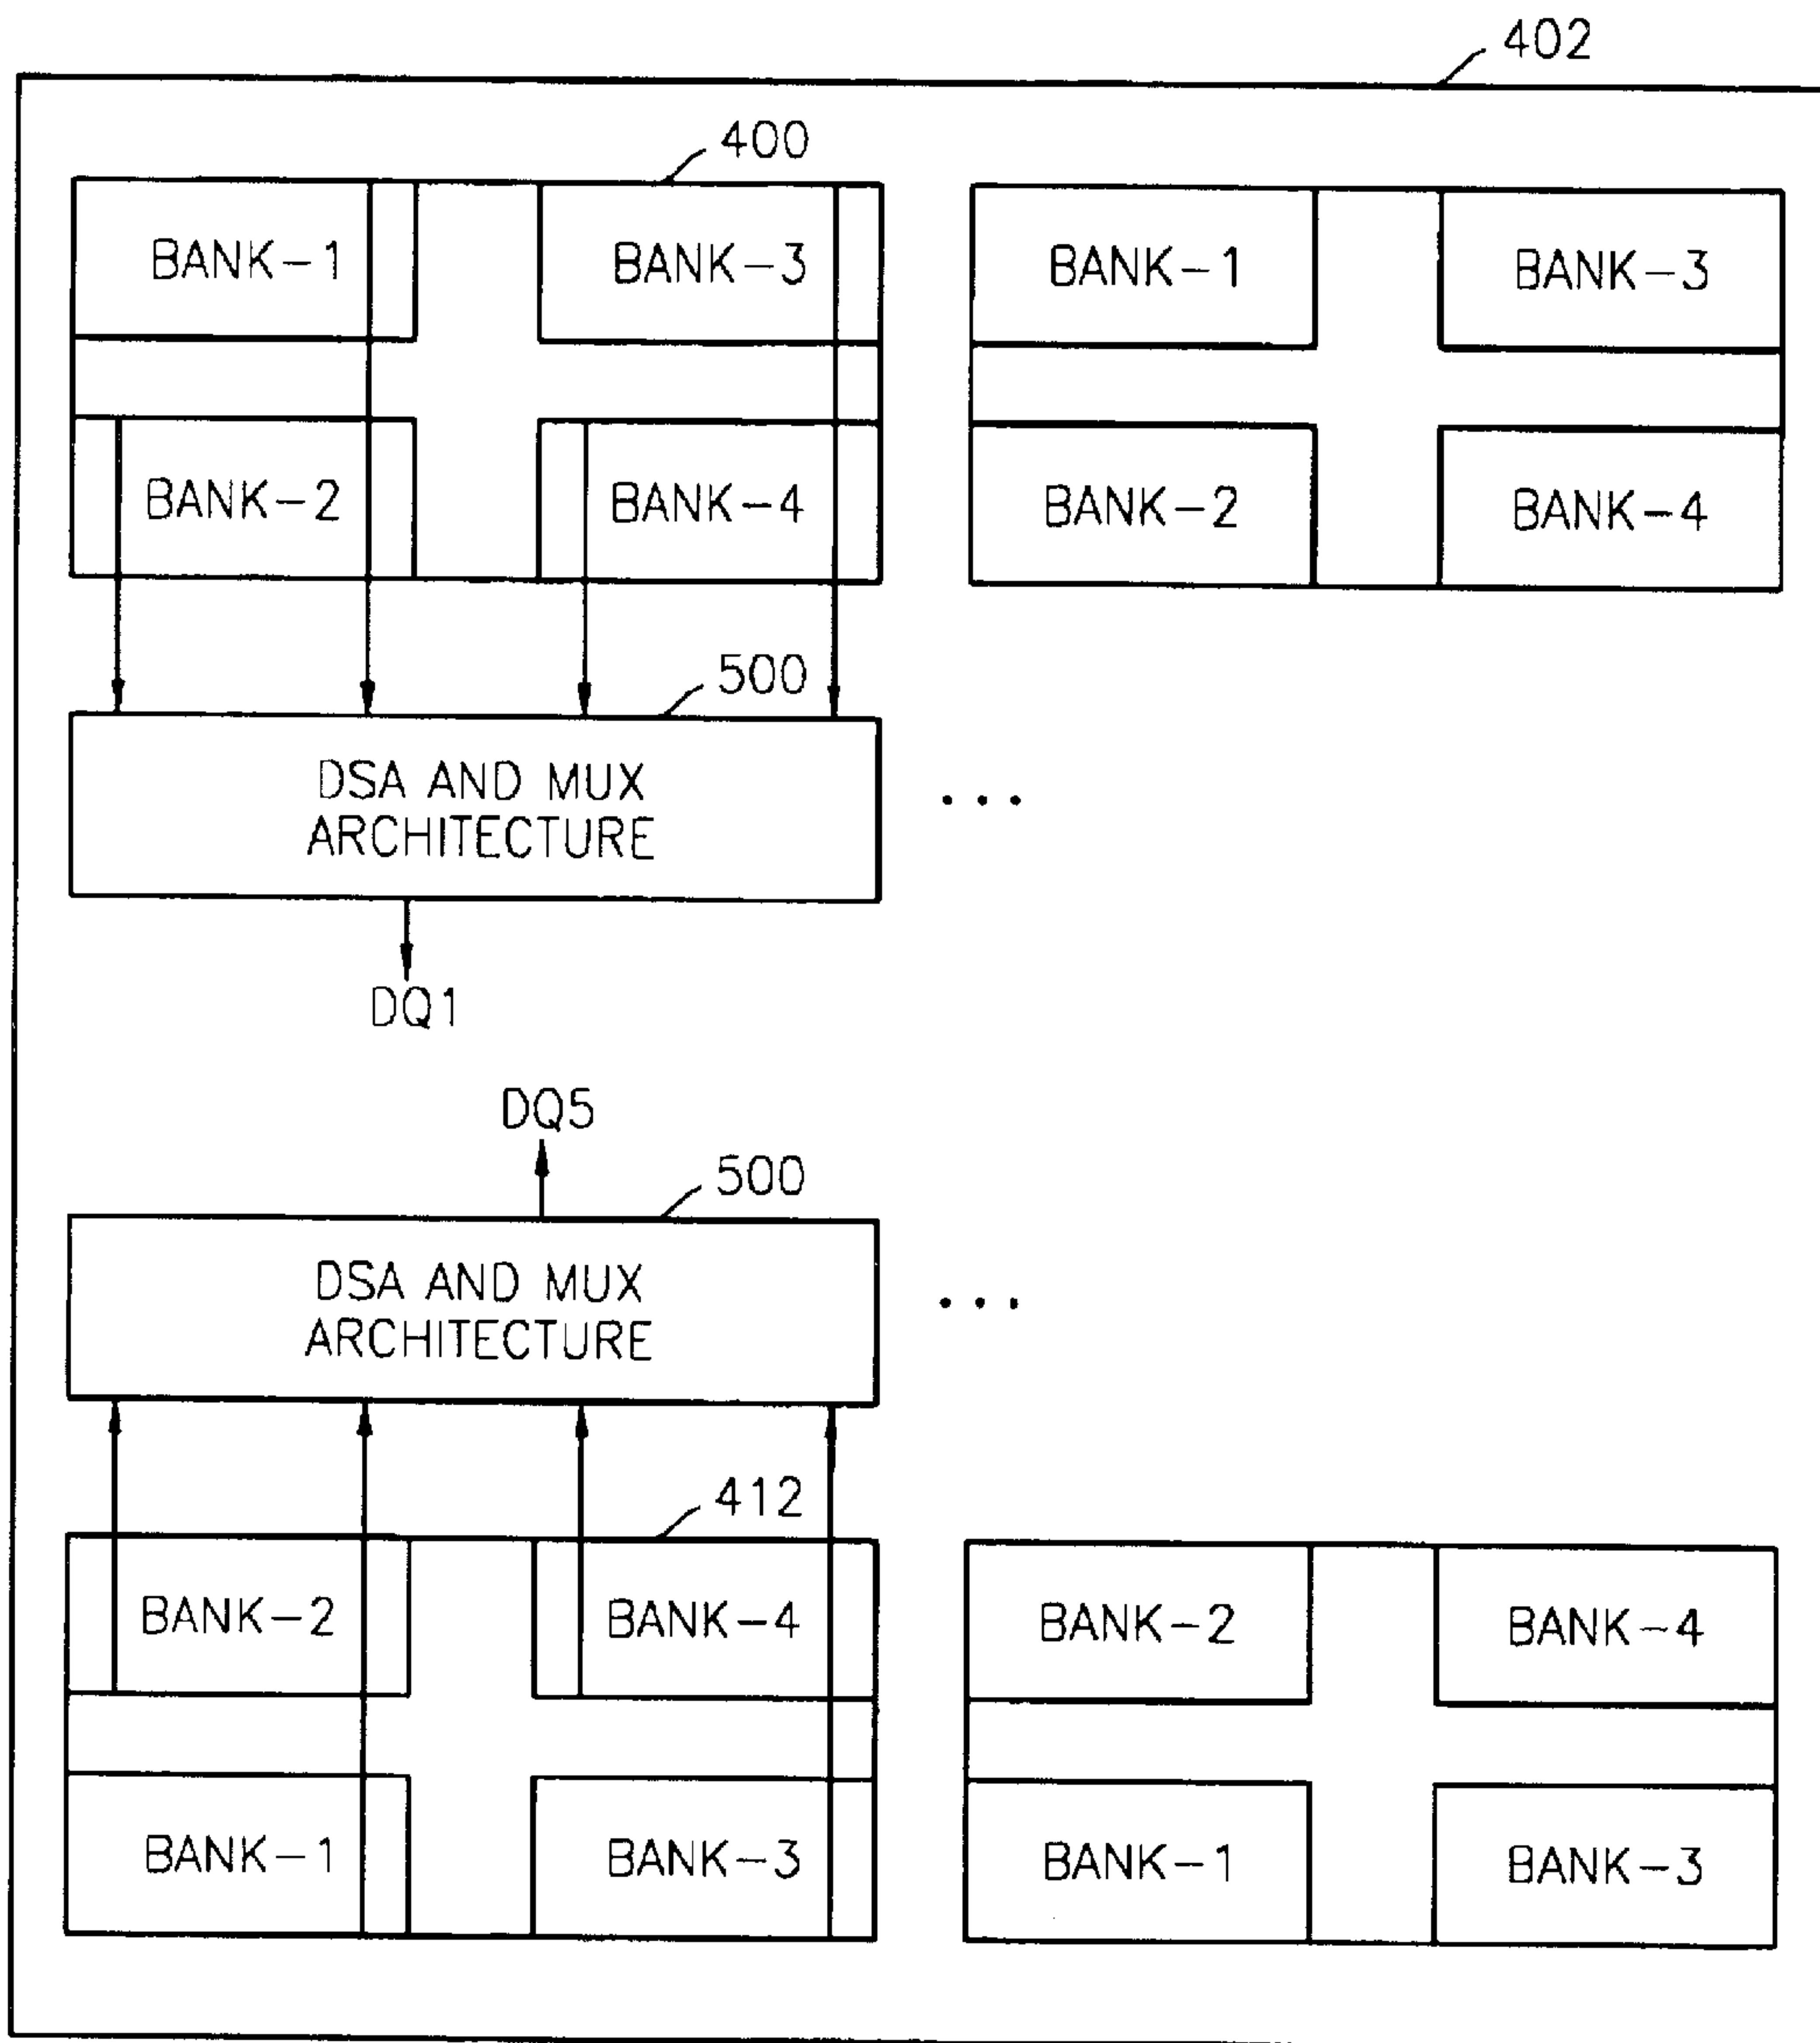 402
400
BANK-1 BANK-3 BANK-1 BANK-3
BANK-2 BANK-4 BANK-2 BANK-4
500
DSA AND MUX
ARCHITECTURE
...
DQ1
DQ5
500
DSA AND MUX
ARCHITECTURE
...
412
BANK-2 BANK-4 BANK-2 BANK-4
BANK-1 BANK-3 BANK-1 BANK-3